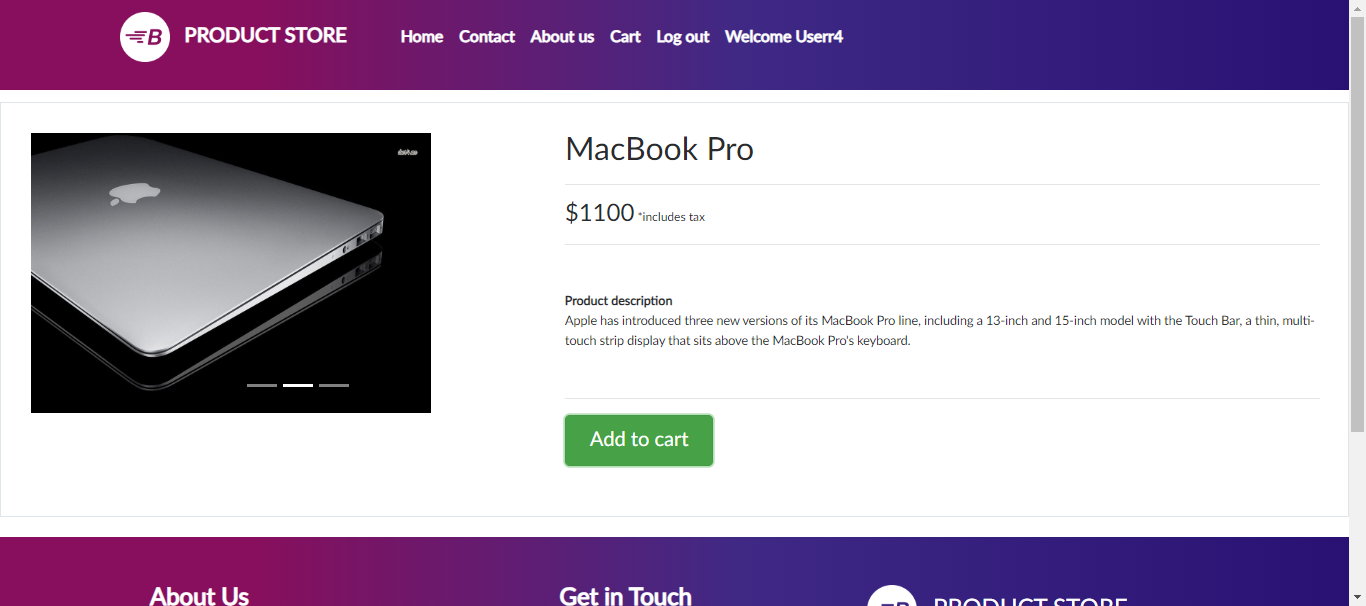 B PRODUCT STORE
Home Contact About us Cart Log out Welcome Userr4
MacBook Pro
$1100 *includes tax
Product description
Apple has introduced three new versions of its MacBook Pro line, including a 13-inch and 15-inch model with the Touch Bar, a thin, multi-
touch strip display that sits above the MacBook Pro's keyboard.
Add to cart
About Us
Get in Touch
B PRODUCT STORE